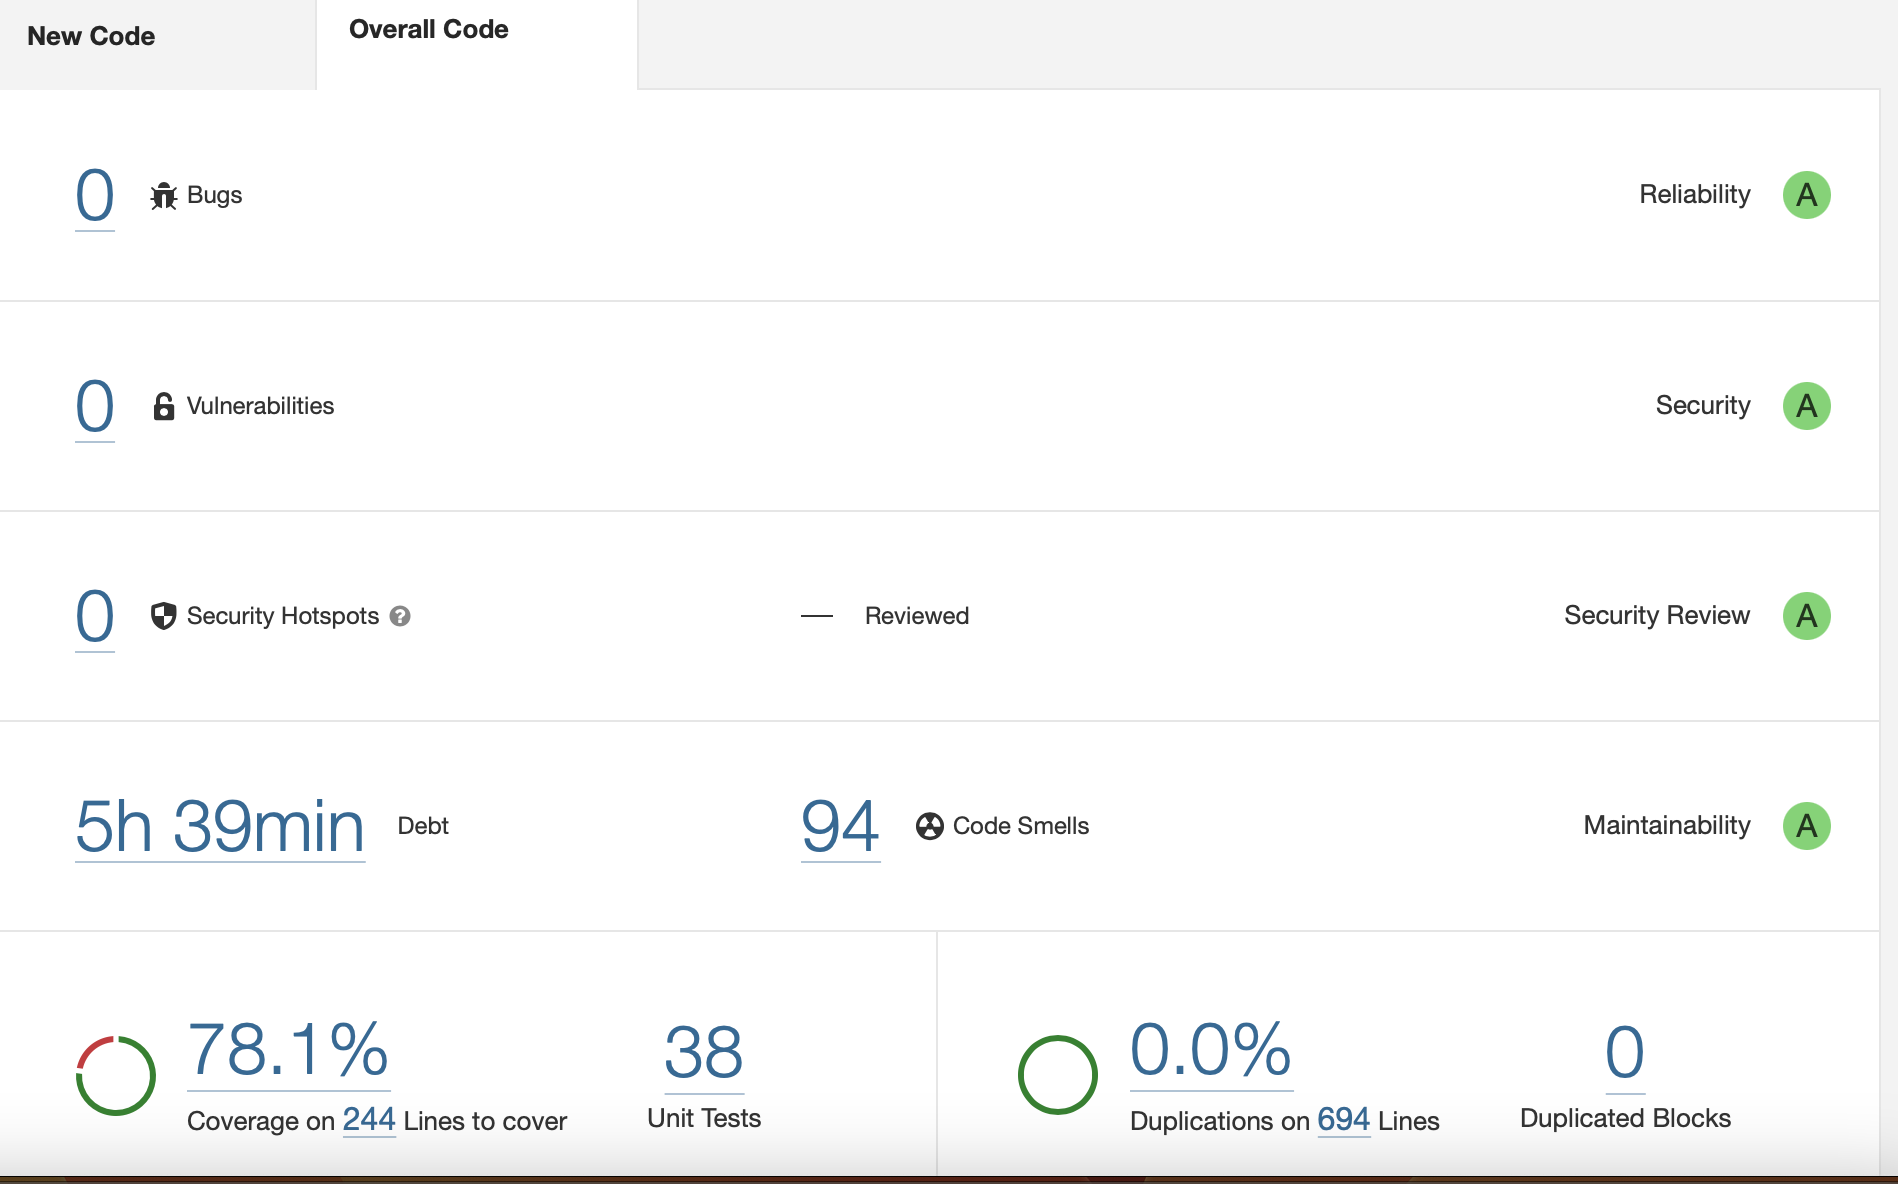 New Code
Overall Code
0 Bugs
Reliability A
0 Vulnerabilities
Security A
0 Security Hotspots ?
— Reviewed
Security Review A
5h 39min Debt
94 Code Smells
Maintainability A
78.1%
Coverage on 244 Lines to cover
38
Unit Tests
0.0%
Duplications on 694 Lines
0
Duplicated Blocks